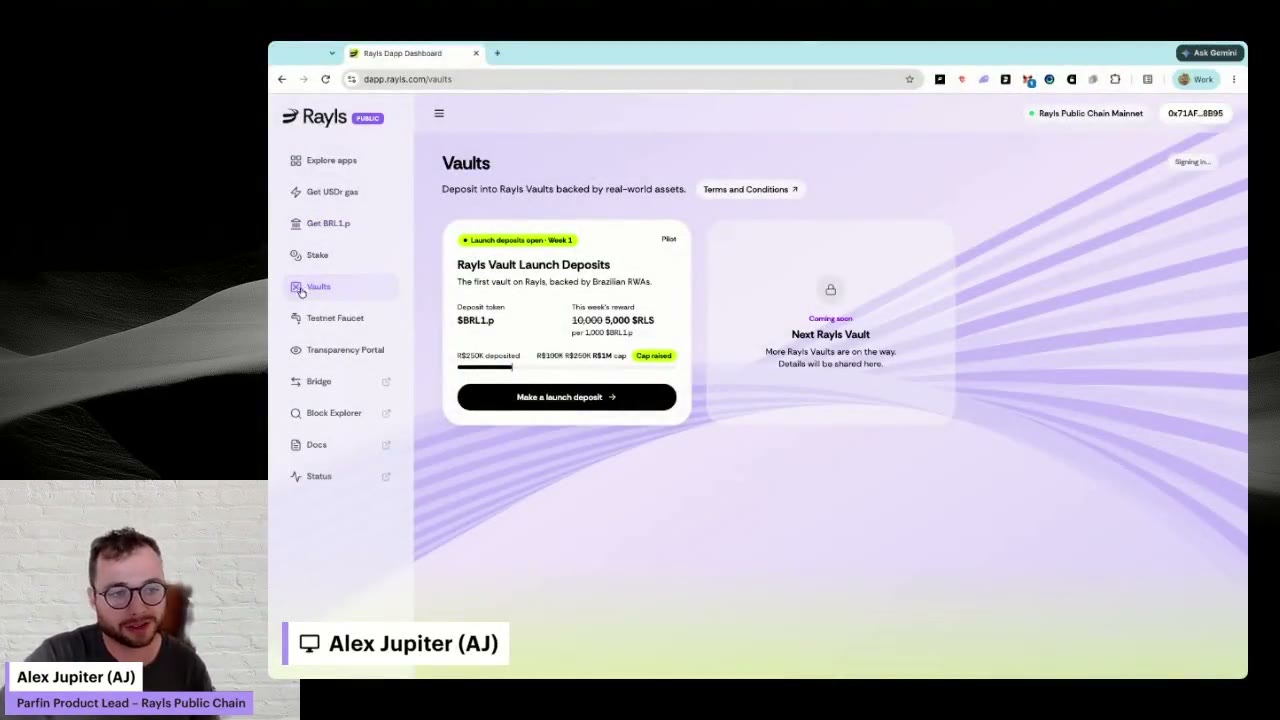 Rayls Dapp Dashboard
Ask Gemini
dapp.rayls.com/vaults
Work
Rayls PUBLIC
Rayls Public Chain Mainnet
0x71AF...8B95
Explore apps
Get USDr gas
Get BRL1.p
Stake
Vaults
Testnet Faucet
Transparency Portal
Bridge
Block Explorer
Docs
Status
Vaults
Signing in...
Deposit into Rayls Vaults backed by real-world assets.
Terms and Conditions ↗
Launch deposits open · Week 1
Pilot
Rayls Vault Launch Deposits
The first vault on Rayls, backed by Brazilian RWAs.
Deposit token
This week's reward
$BRL1.p
10,000 5,000 $RLS
per 1,000 $BRL1.p
R$250K deposited
R$100K R$250K R$1M cap
Cap raised
Make a launch deposit →
Coming soon
Next Rayls Vault
More Rayls Vaults are on the way.
Details will be shared here.
Alex Jupiter (AJ)
Alex Jupiter (AJ)
Parfin Product Lead – Rayls Public Chain